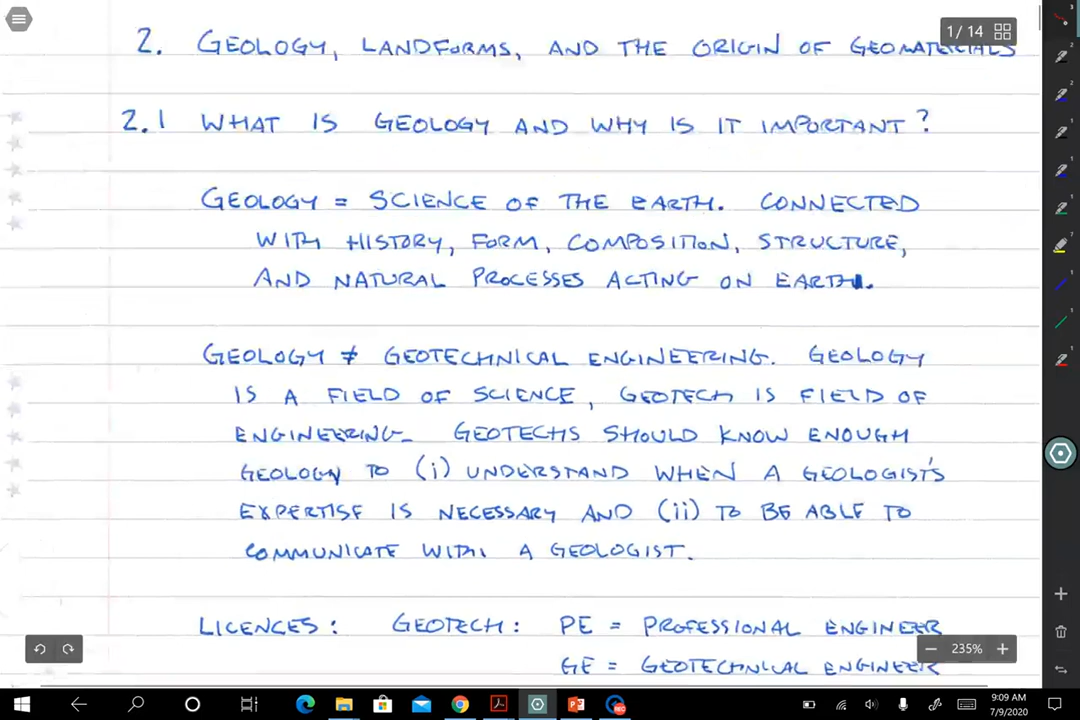 1 / 14
2. GEOLOGY, LANDFORMS, AND THE ORIGIN OF GEOMATERIALS
2.1 WHAT IS GEOLOGY AND WHY IS IT IMPORTANT?
GEOLOGY = SCIENCE OF THE EARTH. CONNECTED
WITH HISTORY, FORM, COMPOSITION, STRUCTURE,
AND NATURAL PROCESSES ACTING ON EARTH.
GEOLOGY ≠ GEOTECHNICAL ENGINEERING. GEOLOGY
IS A FIELD OF SCIENCE, GEOTECH IS FIELD OF
ENGINEERING. GEOTECHS SHOULD KNOW ENOUGH
GEOLOGY TO (i) UNDERSTAND WHEN A GEOLOGIST'S
EXPERTISE IS NECESSARY AND (ii) TO BE ABLE TO
COMMUNICATE WITH A GEOLOGIST.
LICENCES: GEOTECH: PE = PROFESSIONAL ENGINEER
GE = GEOTECHNICAL ENGINEER
235%
9:09 AM
7/9/2020